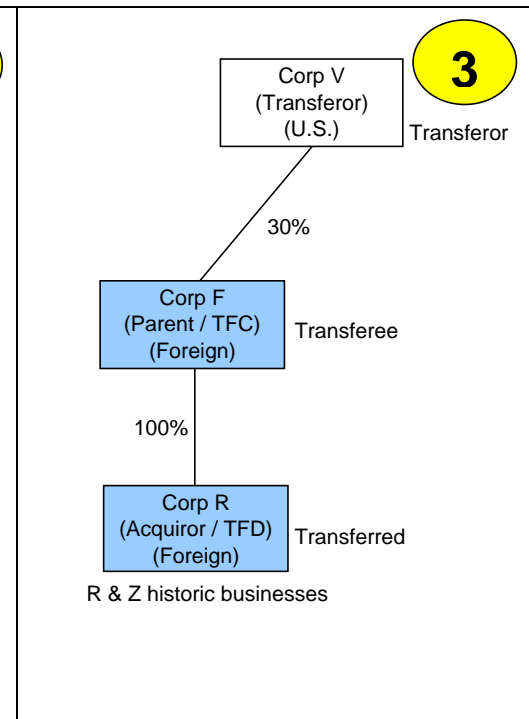 3
Corp V
(Transferor)
(U.S.)
Transferor
30%
Corp F
(Parent / TFC)
(Foreign)
Transferee
100%
Corp R
(Acquiror / TFD)
(Foreign)
Transferred
R & Z historic businesses